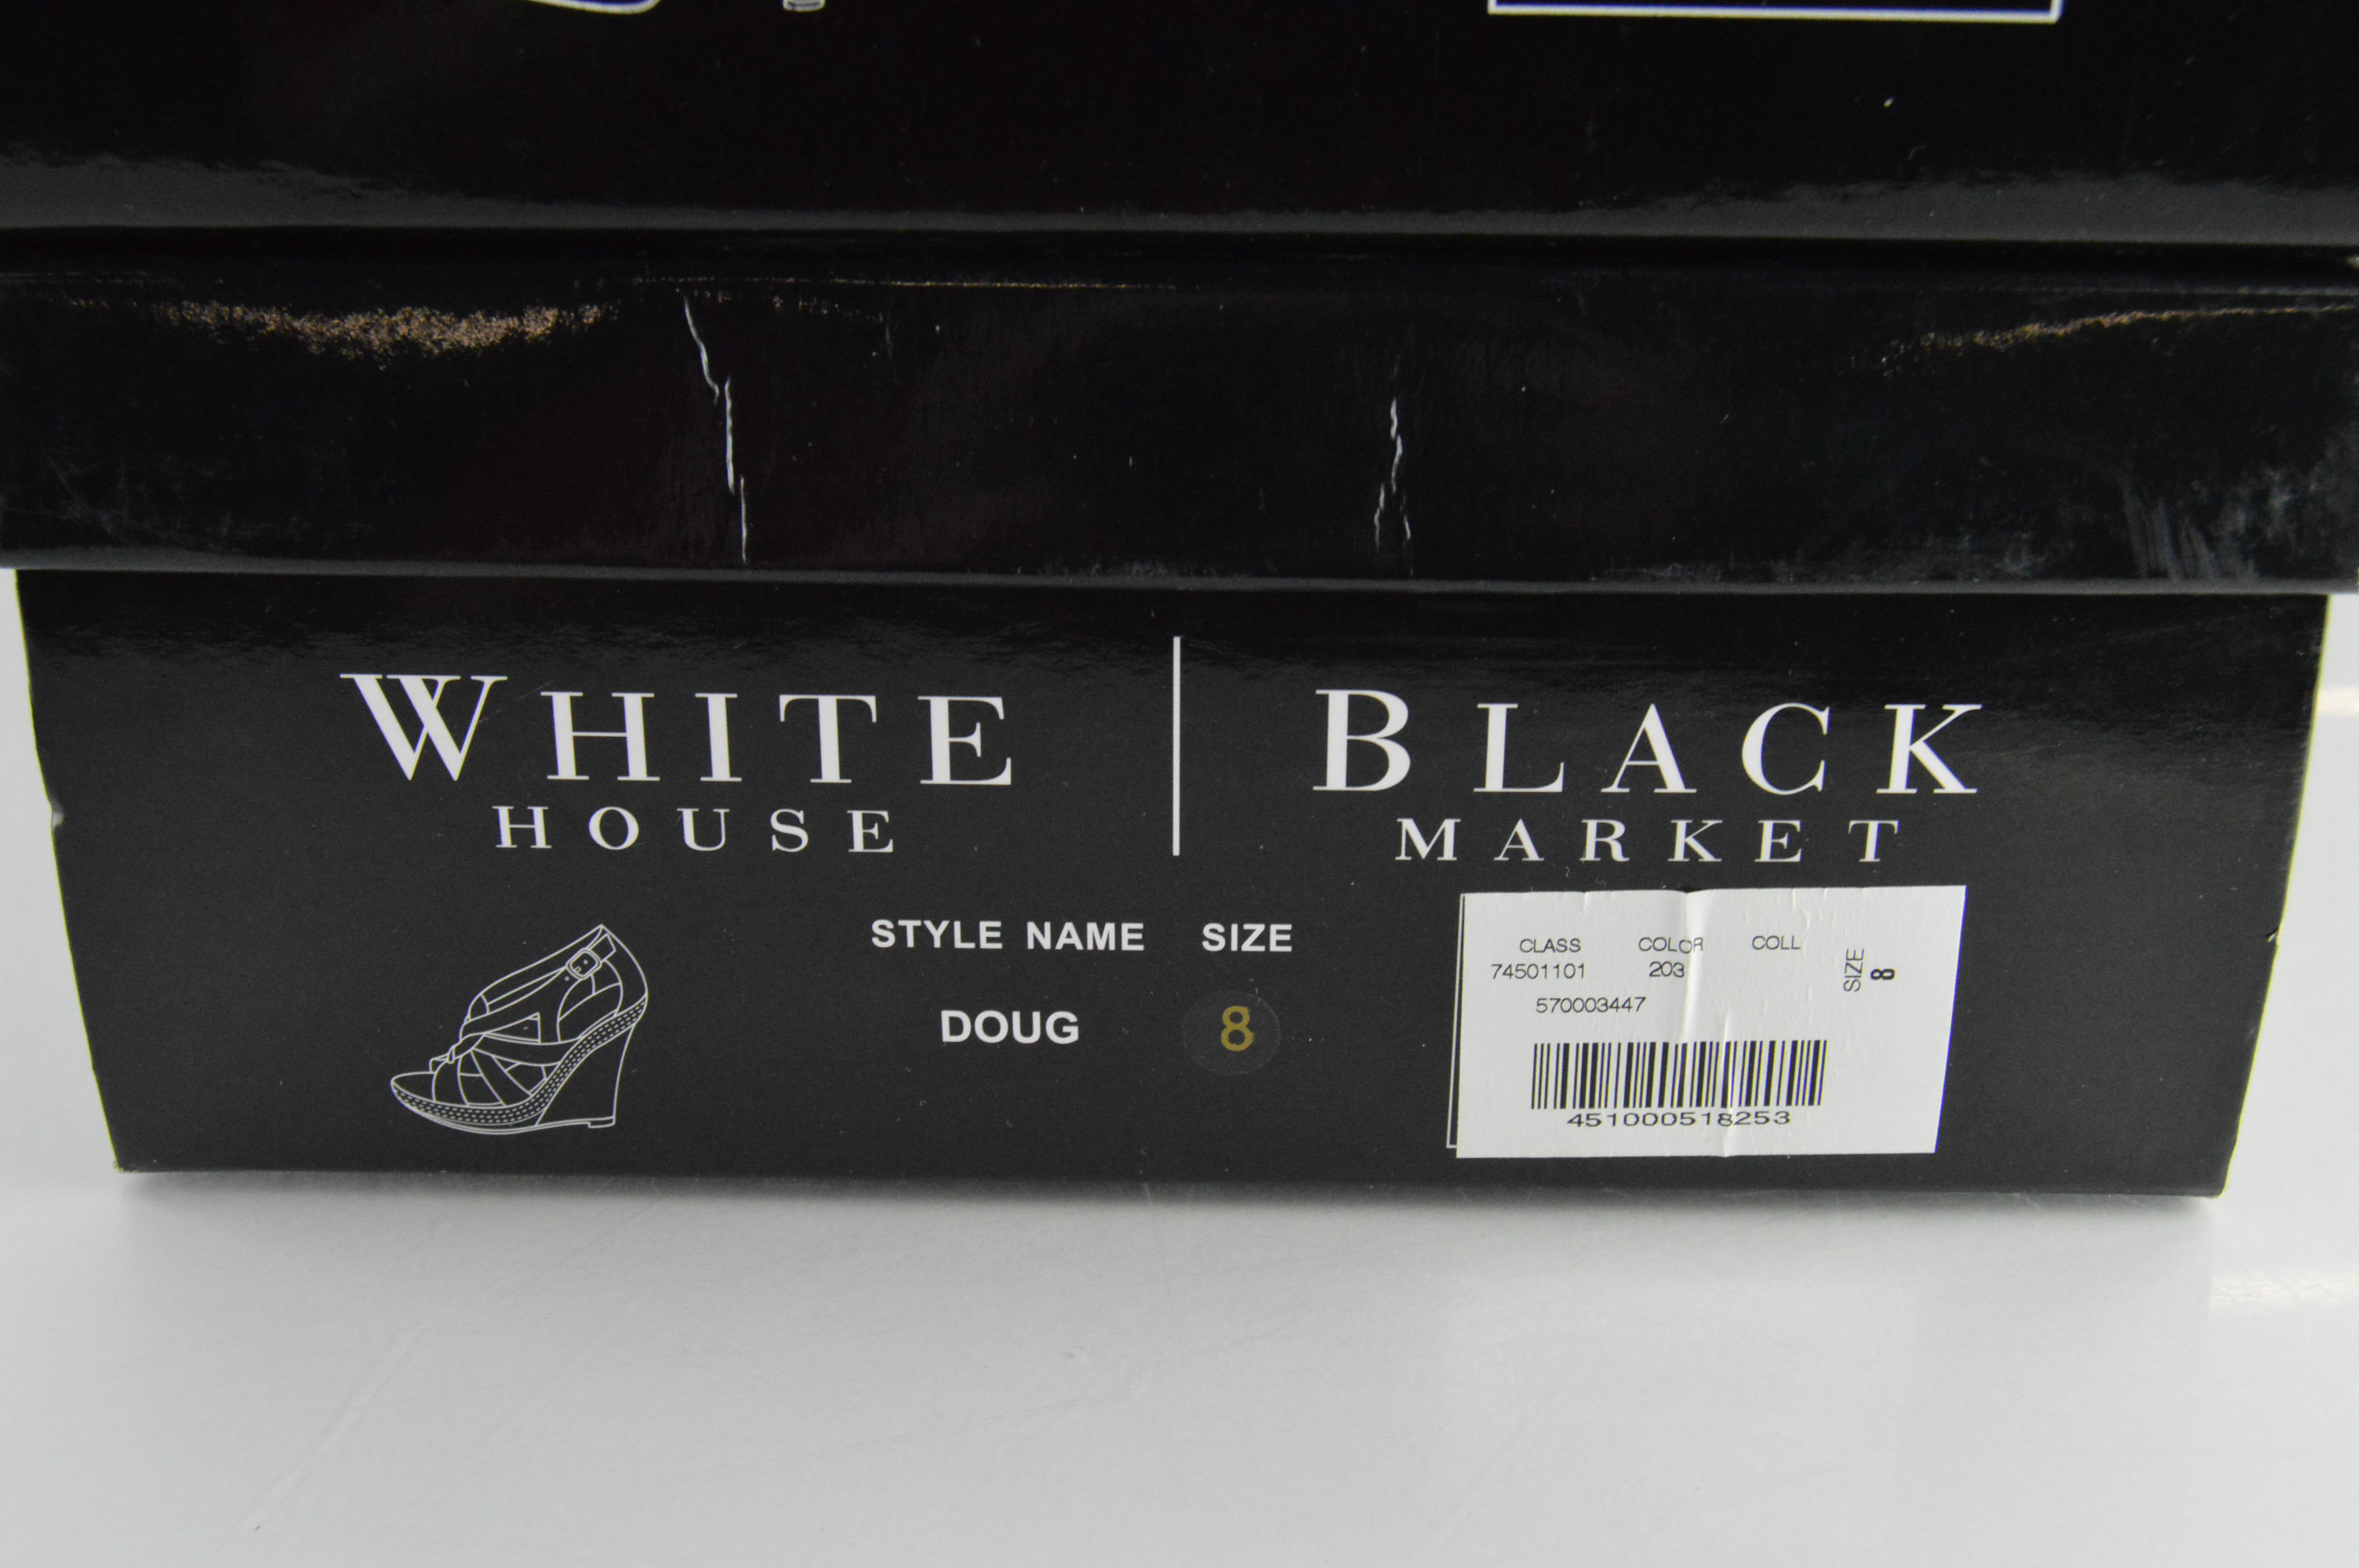 WHITE | BLACK
HOUSE MARKET
STYLE NAME SIZE
DOUG 8
CLASS COLOR COLL
74501101 203
570003447
SIZE 8
451000518253